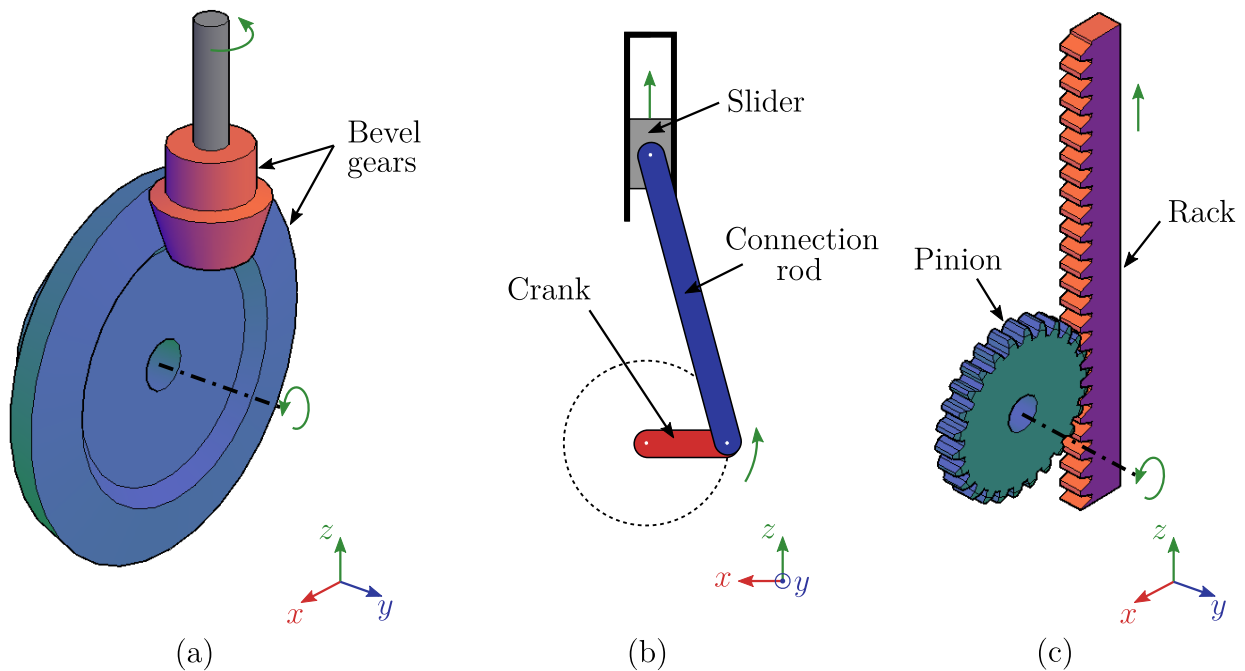 Bevel
gears
z
x
y
(a)
Slider
Connection
rod
Crank
z
x
y
(b)
Rack
Pinion
z
x
y
(c)